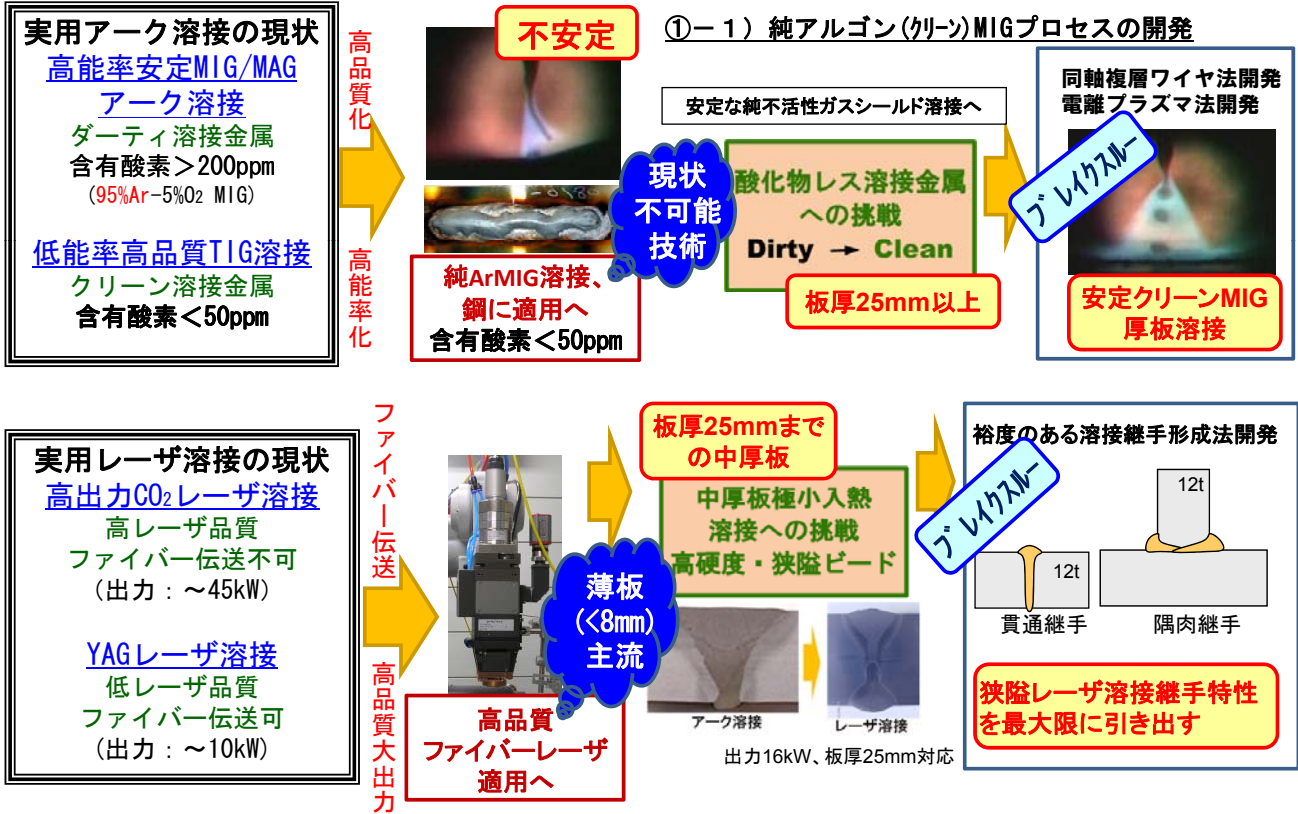 ①－1）純アルゴン(クリーン)MIGプロセスの開発
実用アーク溶接の現状
高能率安定MIG/MAG
アーク溶接
ダーティ溶接金属
含有酸素＞200ppm
(95%Ar−5%O2 MIG)
低能率高品質TIG溶接
クリーン溶接金属
含有酸素＜50ppm
高品質化
高能率化
不安定
純ArMIG溶接、
鋼に適用へ
含有酸素＜50ppm
現状
不可能
技術
安定な純不活性ガスシールド溶接へ
酸化物レス溶接金属
への挑戦
Dirty → Clean
板厚25mm以上
ブレイクスルー
同軸複層ワイヤ法開発
電離プラズマ法開発
安定クリーンMIG
厚板溶接
実用レーザ溶接の現状
高出力CO2レーザ溶接
高レーザ品質
ファイバー伝送不可
（出力：～45kW）
YAGレーザ溶接
低レーザ品質
ファイバー伝送可
（出力：～10kW）
ファイバー伝送
高品質大出力
高品質
ファイバーレーザ
適用へ
薄板
(<8mm)
主流
板厚25mmまで
の中厚板
中厚板極小入熱
溶接への挑戦
高硬度・狭隘ビード
アーク溶接
レーザ溶接
出力16kW、板厚25mm対応
ブレイクスルー
裕度のある溶接継手形成法開発
12t
12t
貫通継手
隅肉継手
狭隘レーザ溶接継手特性
を最大限に引き出す